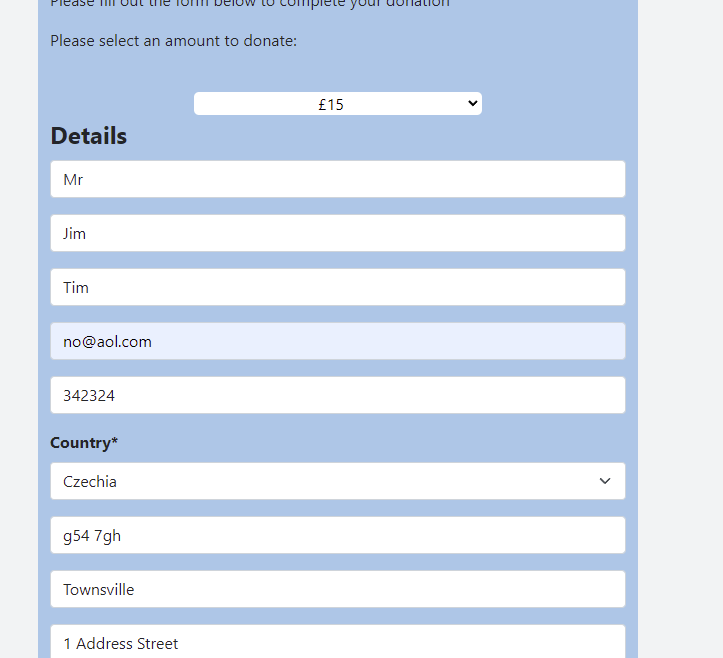 Please fill out the form below to complete your donation
Please select an amount to donate:
£15
Details
Mr
Jim
Tim
no@aol.com
342324
Country*
Czechia
g54 7gh
Townsville
1 Address Street